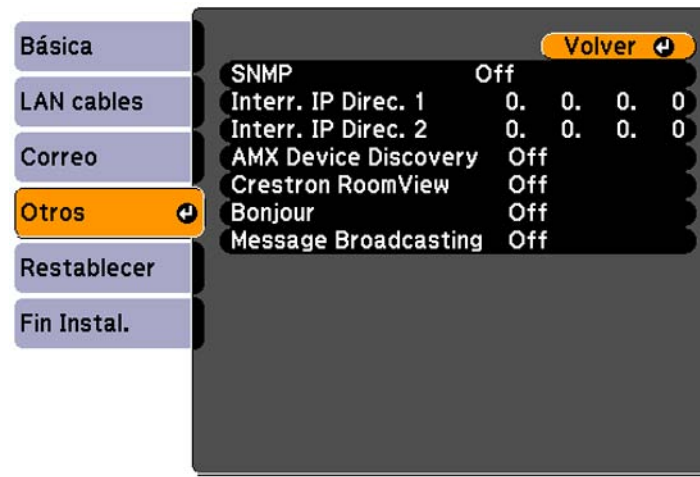 Básica
LAN cables
Correo
Otros
Restablecer
Fin Instal.
Volver
SNMP Off
Interr. IP Direc. 1 0. 0. 0. 0
Interr. IP Direc. 2 0. 0. 0. 0
AMX Device Discovery Off
Crestron RoomView Off
Bonjour Off
Message Broadcasting Off